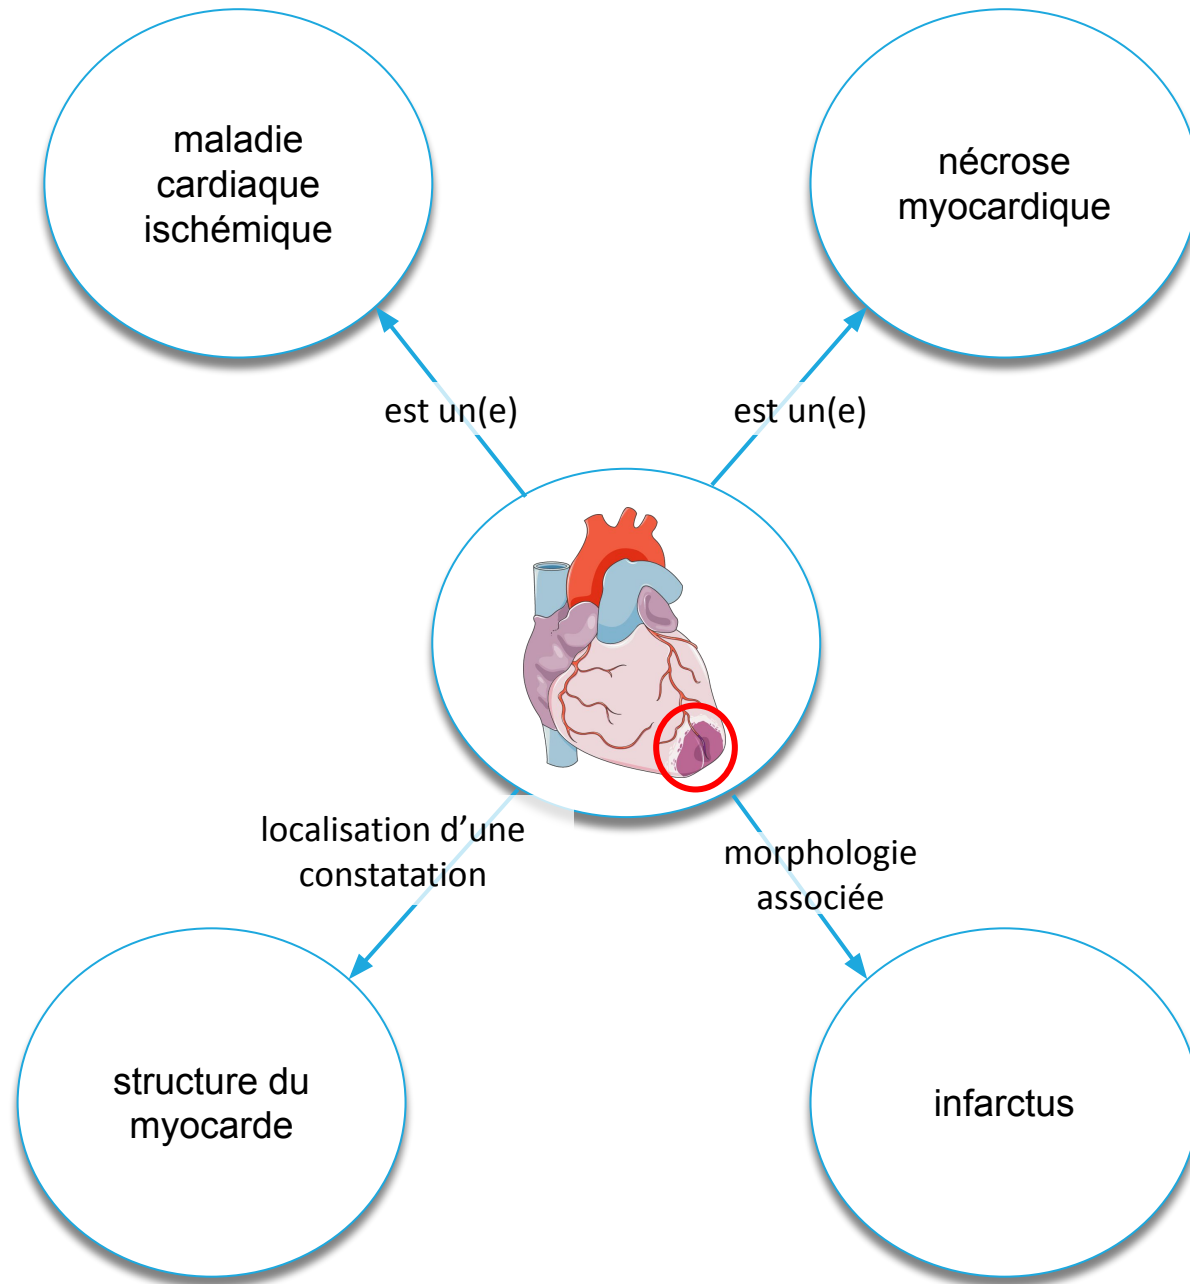 maladie
cardiaque
ischémique
nécrose
myocardique
est un(e)
est un(e)
localisation d’une
constatation
morphologie
associée
structure du
myocarde
infarctus